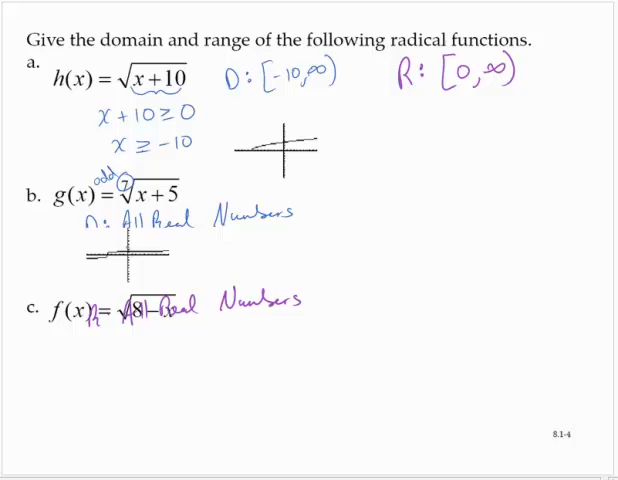 Give the domain and range of the following radical functions.
a. h(x) = √x + 10 D: [-10, ∞) R: [0, ∞)
x + 10 ≥ 0
x ≥ -10
odd
b. g(x) = ⁷√x + 5
D: All Real Numbers
c. f(x) = √8 − x
R: All Real Numbers
8.1-4